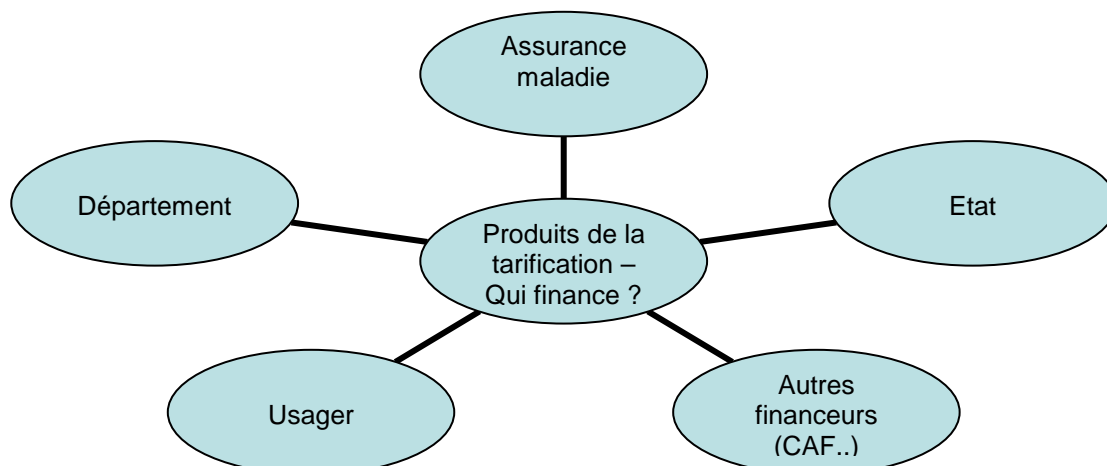 Assurance
maladie
Département
Etat
Produits de la
tarification –
Qui finance ?
Usager
Autres
financeurs
(CAF..)